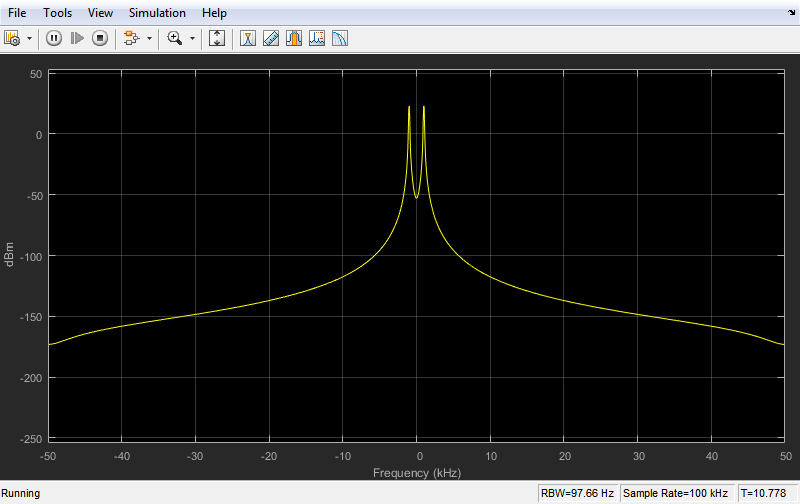 File Tools View Simulation Help
50
0
-50
-100
-150
-200
-250
dBm
-50 -40 -30 -20 -10 0 10 20 30 40 50
Frequency (kHz)
Running RBW=97.66 Hz Sample Rate=100 kHz T=10.778